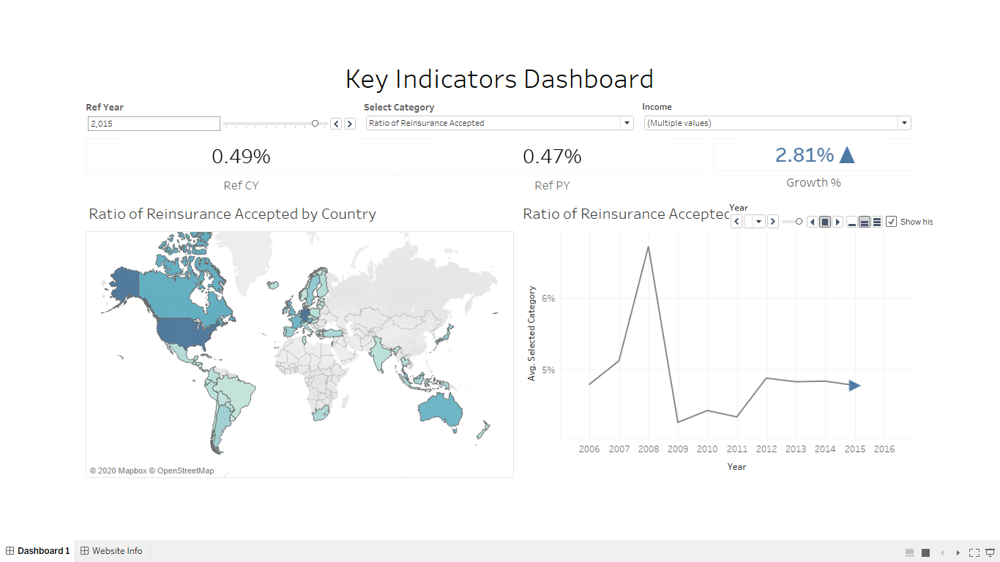 Key Indicators Dashboard
Ref Year
Select Category
Income
2,015
Ratio of Reinsurance Accepted
(Multiple values)
0.49%
0.47%
2.81%
Ref CY
Ref PY
Growth %
Ratio of Reinsurance Accepted by Country
Ratio of Reinsurance Accepted
Year
Show his
6%
5%
Avg. Selected Category
2006 2007 2008 2009 2010 2011 2012 2013 2014 2015 2016
Year
© 2020 Mapbox © OpenStreetMap
Dashboard 1
Website Info